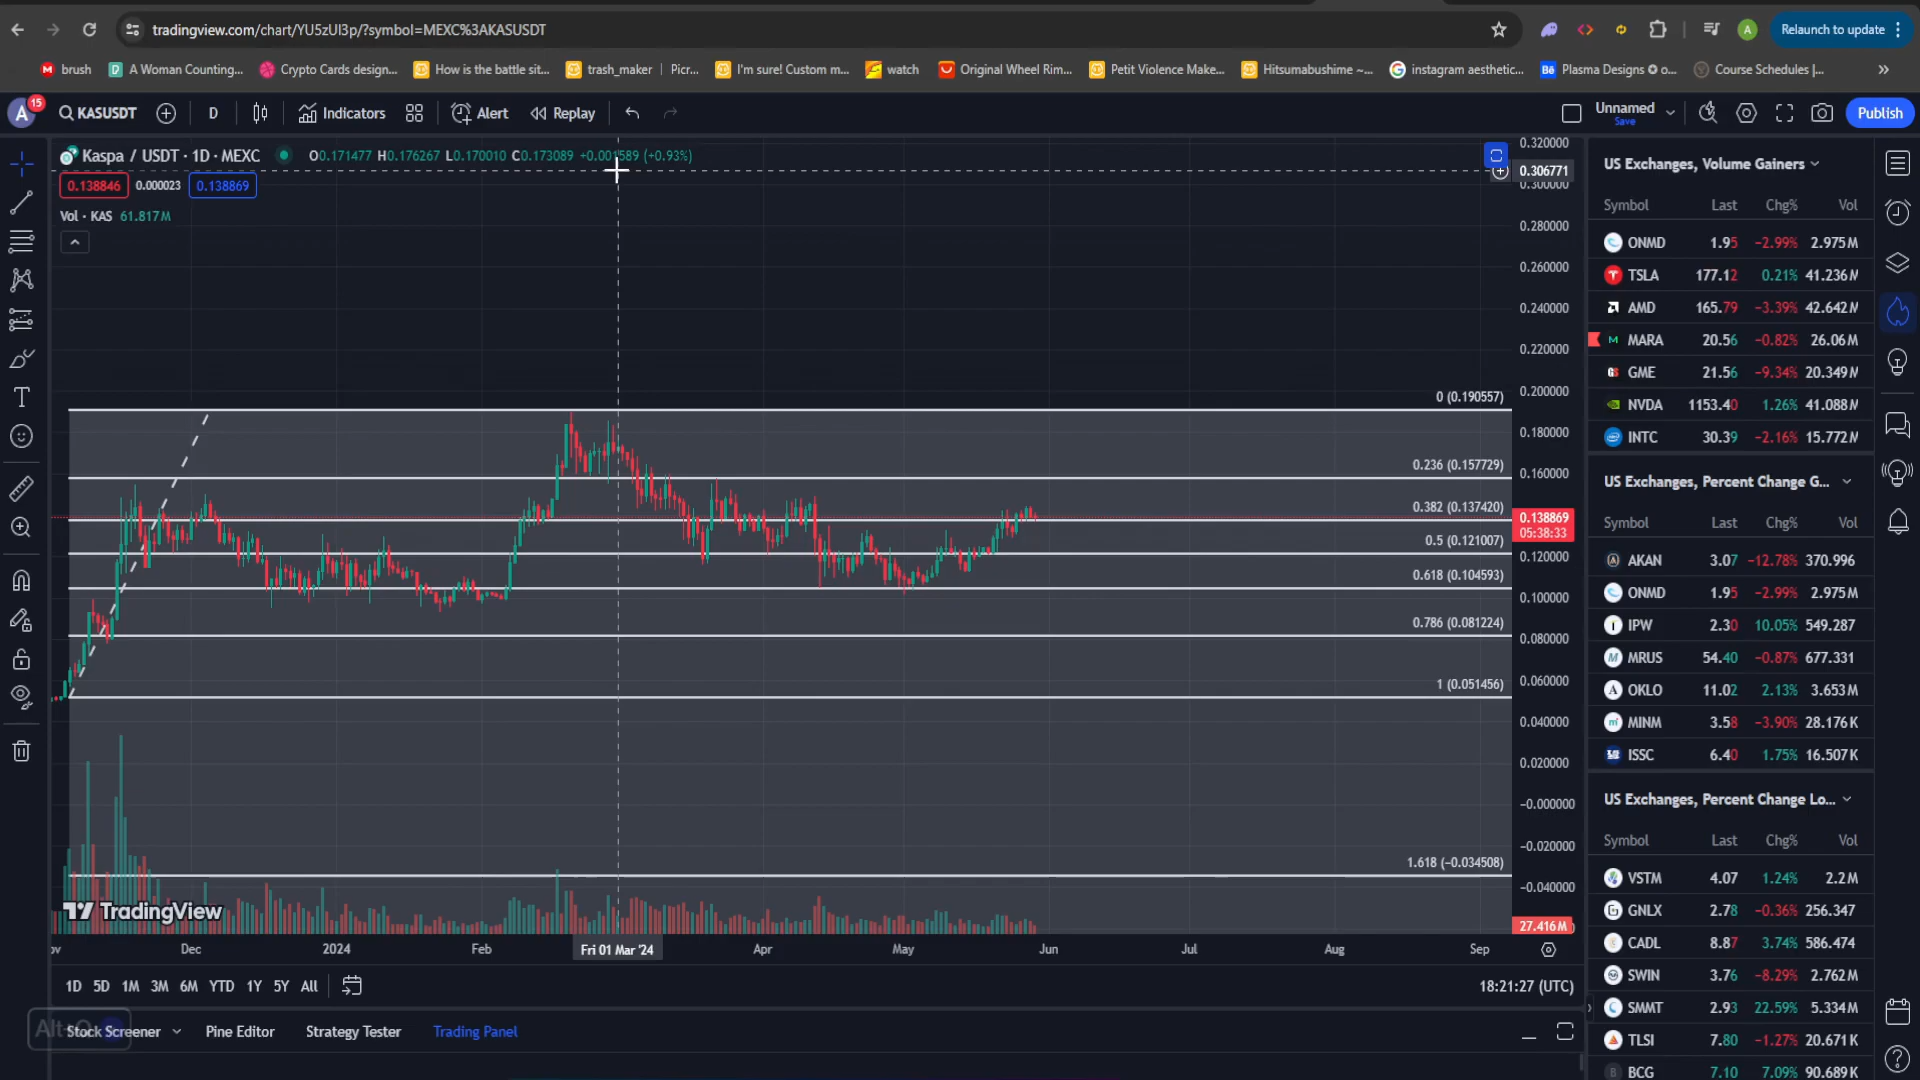 tradingview.com/chart/YU5zUI3p/?symbol=MEXC%3AKASUSDT
A
Relaunch to update
brush
A Woman Counting...
Crypto Cards design...
How is the battle sit...
trash_maker
Picr...
I'm sure! Custom m...
watch
Original Wheel Rim...
Petit Violence Make...
Hitsumabushime ~...
instagram aesthetic...
Plasma Designs ✪ o...
Course Schedules |...
A
15
KASUSDT
D
Indicators
Alert
Replay
Unnamed
Save
Publish
Kaspa / USDT · 1D · MEXC
O0.171477 H0.176267 L0.170010 C0.173089 +0.001589 (+0.93%)
0.138846
0.000023
0.138869
Vol · KAS 61.817M
0.320000
0.306771
0.300000
0.280000
0.260000
0.240000
0.220000
0.200000
0.180000
0.160000
0.138869
05:38:33
0.120000
0.100000
0.080000
0.060000
0.040000
0.020000
−0.000000
−0.020000
−0.040000
27.416M
0 (0.190557)
0.236 (0.157729)
0.382 (0.137420)
0.5 (0.121007)
0.618 (0.104593)
0.786 (0.081224)
1 (0.051456)
1.618 (−0.034508)
TradingView
ov
Dec
2024
Feb
Fri 01 Mar '24
Apr
May
Jun
Jul
Aug
Sep
1D 5D 1M 3M 6M YTD 1Y 5Y All
18:21:27 (UTC)
Stock Screener
Pine Editor
Strategy Tester
Trading Panel
US Exchanges, Volume Gainers
Symbol Last Chg% Vol
ONMD 1.95 −2.99% 2.975M
TSLA 177.12 0.21% 41.236M
AMD 165.79 −3.39% 42.642M
MARA 20.56 −0.82% 26.06M
GME 21.56 −9.34% 20.349M
NVDA 1153.40 1.26% 41.088M
INTC 30.39 −2.16% 15.772M
US Exchanges, Percent Change G...
Symbol Last Chg% Vol
AKAN 3.07 −12.78% 370.996
ONMD 1.95 −2.99% 2.975M
IPW 2.30 10.05% 549.287
MRUS 54.40 −0.87% 677.331
OKLO 11.02 2.13% 3.653M
MINM 3.58 −3.90% 28.176K
ISSC 6.40 1.75% 16.507K
US Exchanges, Percent Change Lo...
Symbol Last Chg% Vol
VSTM 4.07 1.24% 2.2M
GNLX 2.78 −0.36% 256.347
CADL 8.87 3.74% 586.474
SWIN 3.76 −8.29% 2.762M
SMMT 2.93 22.59% 5.334M
TLSI 7.80 −1.27% 20.671K
BCG 7.10 7.09% 90.689K